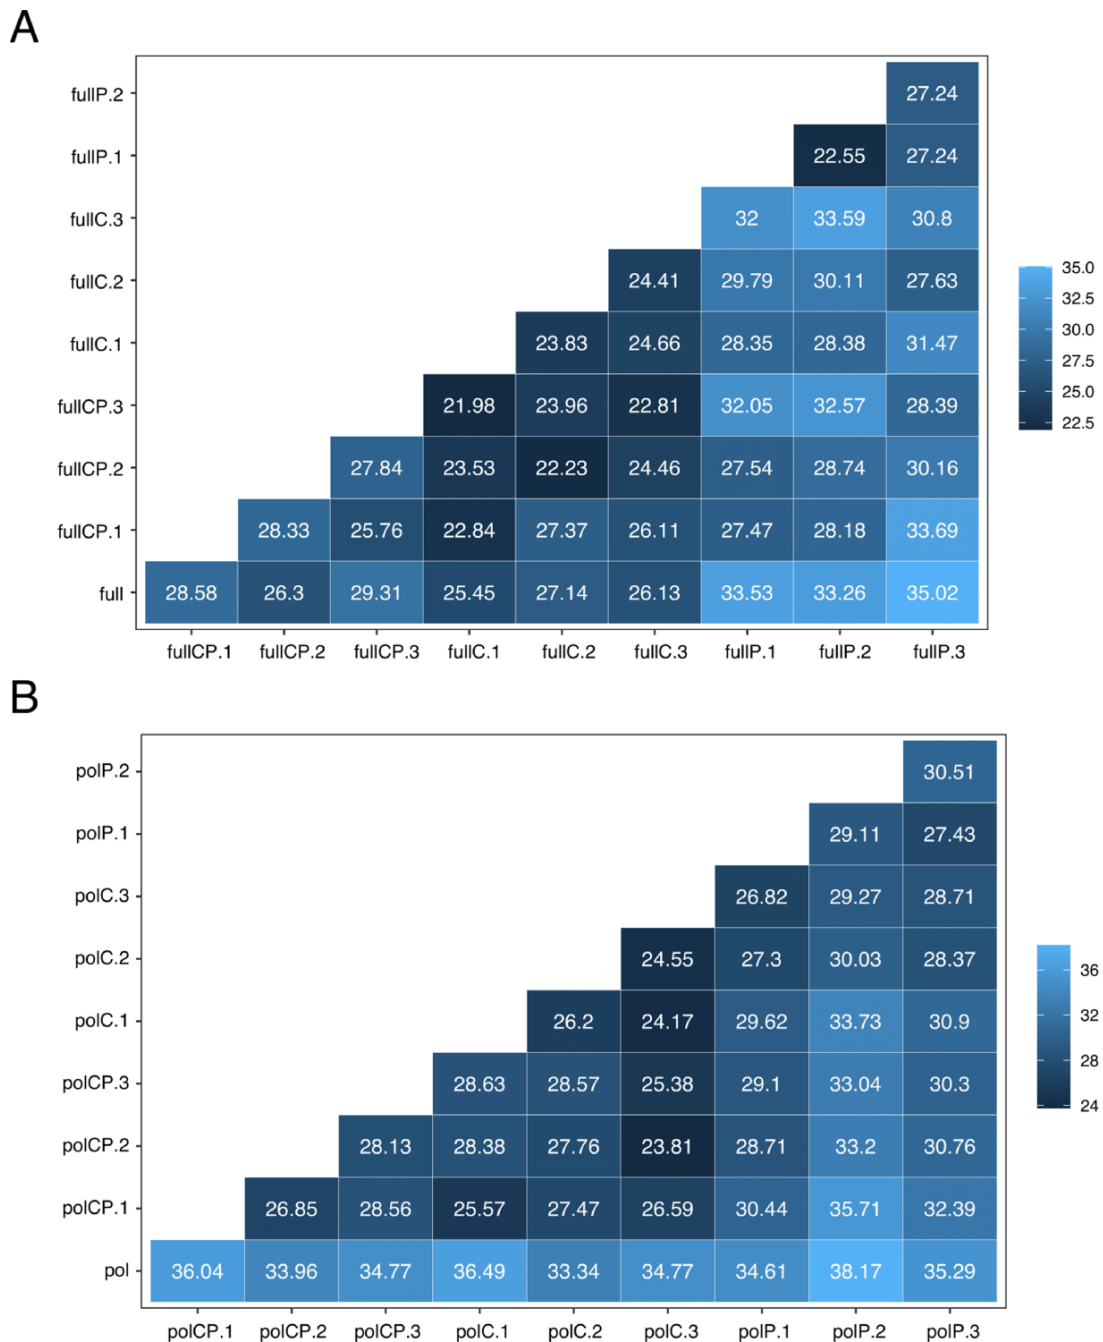 A
fullP.2 27.24
fullP.1 22.55 27.24
fullC.3 32 33.59 30.8
fullC.2 24.41 29.79 30.11 27.63
fullC.1 23.83 24.66 28.35 28.38 31.47
fullCP.3 21.98 23.96 22.81 32.05 32.57 28.39
fullCP.2 27.84 23.53 22.23 24.46 27.54 28.74 30.16
fullCP.1 28.33 25.76 22.84 27.37 26.11 27.47 28.18 33.69
full 28.58 26.3 29.31 25.45 27.14 26.13 33.53 33.26 35.02
fullCP.1 fullCP.2 fullCP.3 fullC.1 fullC.2 fullC.3 fullP.1 fullP.2 fullP.3
35.0
32.5
30.0
27.5
25.0
22.5
B
polP.2 30.51
polP.1 29.11 27.43
polC.3 26.82 29.27 28.71
polC.2 24.55 27.3 30.03 28.37
polC.1 26.2 24.17 29.62 33.73 30.9
polCP.3 28.63 28.57 25.38 29.1 33.04 30.3
polCP.2 28.13 28.38 27.76 23.81 28.71 33.2 30.76
polCP.1 26.85 28.56 25.57 27.47 26.59 30.44 35.71 32.39
pol 36.04 33.96 34.77 36.49 33.34 34.77 34.61 38.17 35.29
polCP.1 polCP.2 polCP.3 polC.1 polC.2 polC.3 polP.1 polP.2 polP.3
36
32
28
24